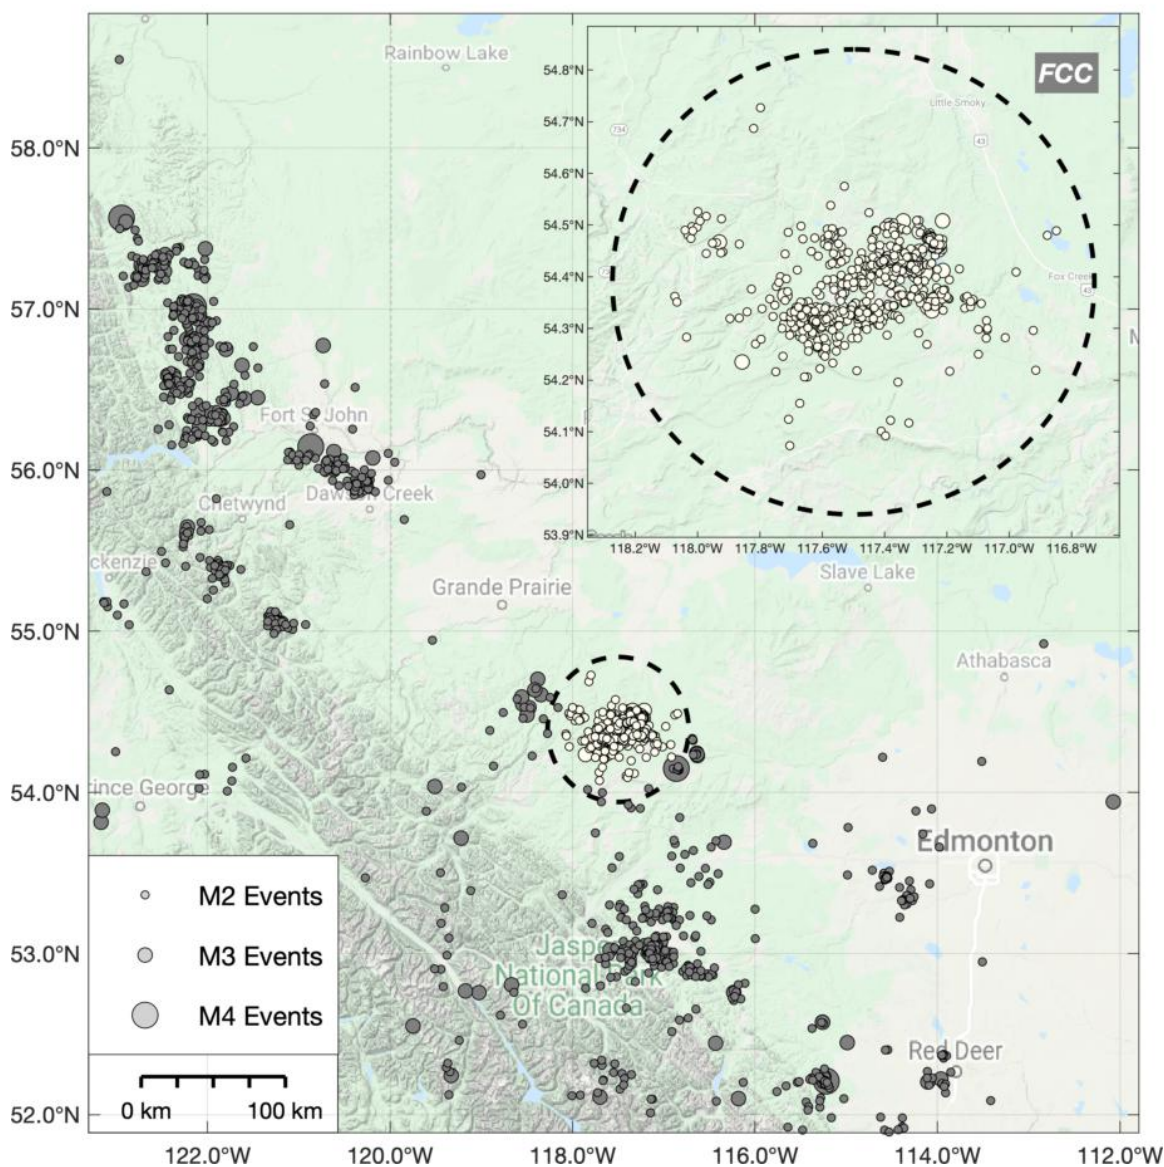 Rainbow Lake
FCC
54.8°N
Little Smoky
58.0°N
54.7°N
734
43
54.6°N
54.5°N
57.0°N
54.4°N
Fox Creek
43
54.3°N
54.2°N
Fort St John
54.1°N
56.0°N
54.0°N
Dawson Creek
Chetwynd
53.9°N
118.2°W 118.0°W 117.8°W 117.6°W 117.4°W 117.2°W 117.0°W 116.8°W
ckenzie
Slave Lake
Grande Prairie
55.0°N
Athabasca
54.0°N
ince George
Edmonton
M2 Events
53.0°N
M3 Events
Jasper
National Park
Of Canada
M4 Events
Red Deer
0 km 100 km
52.0°N
122.0°W 120.0°W 118.0°W 116.0°W 114.0°W 112.0°W